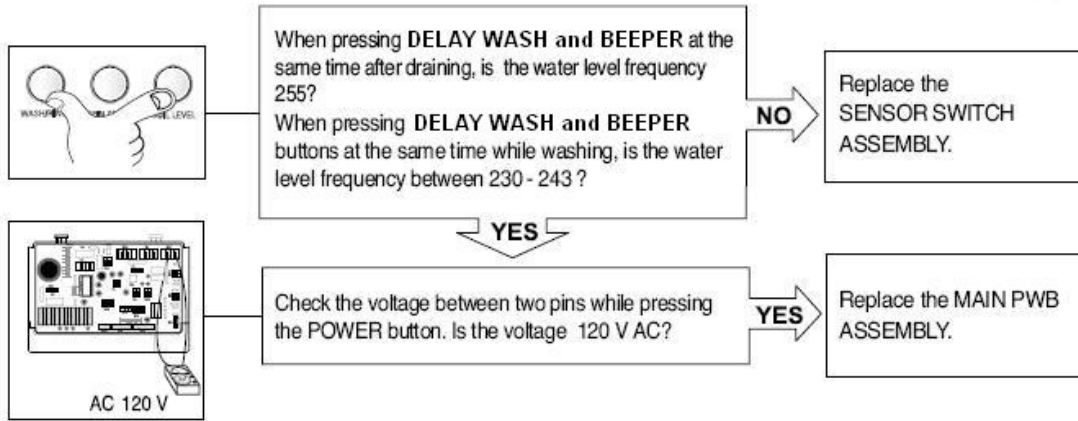 When pressing DELAY WASH and BEEPER at the
same time after draining, is the water level frequency
255?
When pressing DELAY WASH and BEEPER
buttons at the same time while washing, is the water
level frequency between 230 - 243 ?
NO
Replace the
SENSOR SWITCH
ASSEMBLY.
LEVEL
YES
Check the voltage between two pins while pressing
the POWER button. Is the voltage 120 V AC?
YES
Replace the MAIN PWB
ASSEMBLY.
AC 120 V